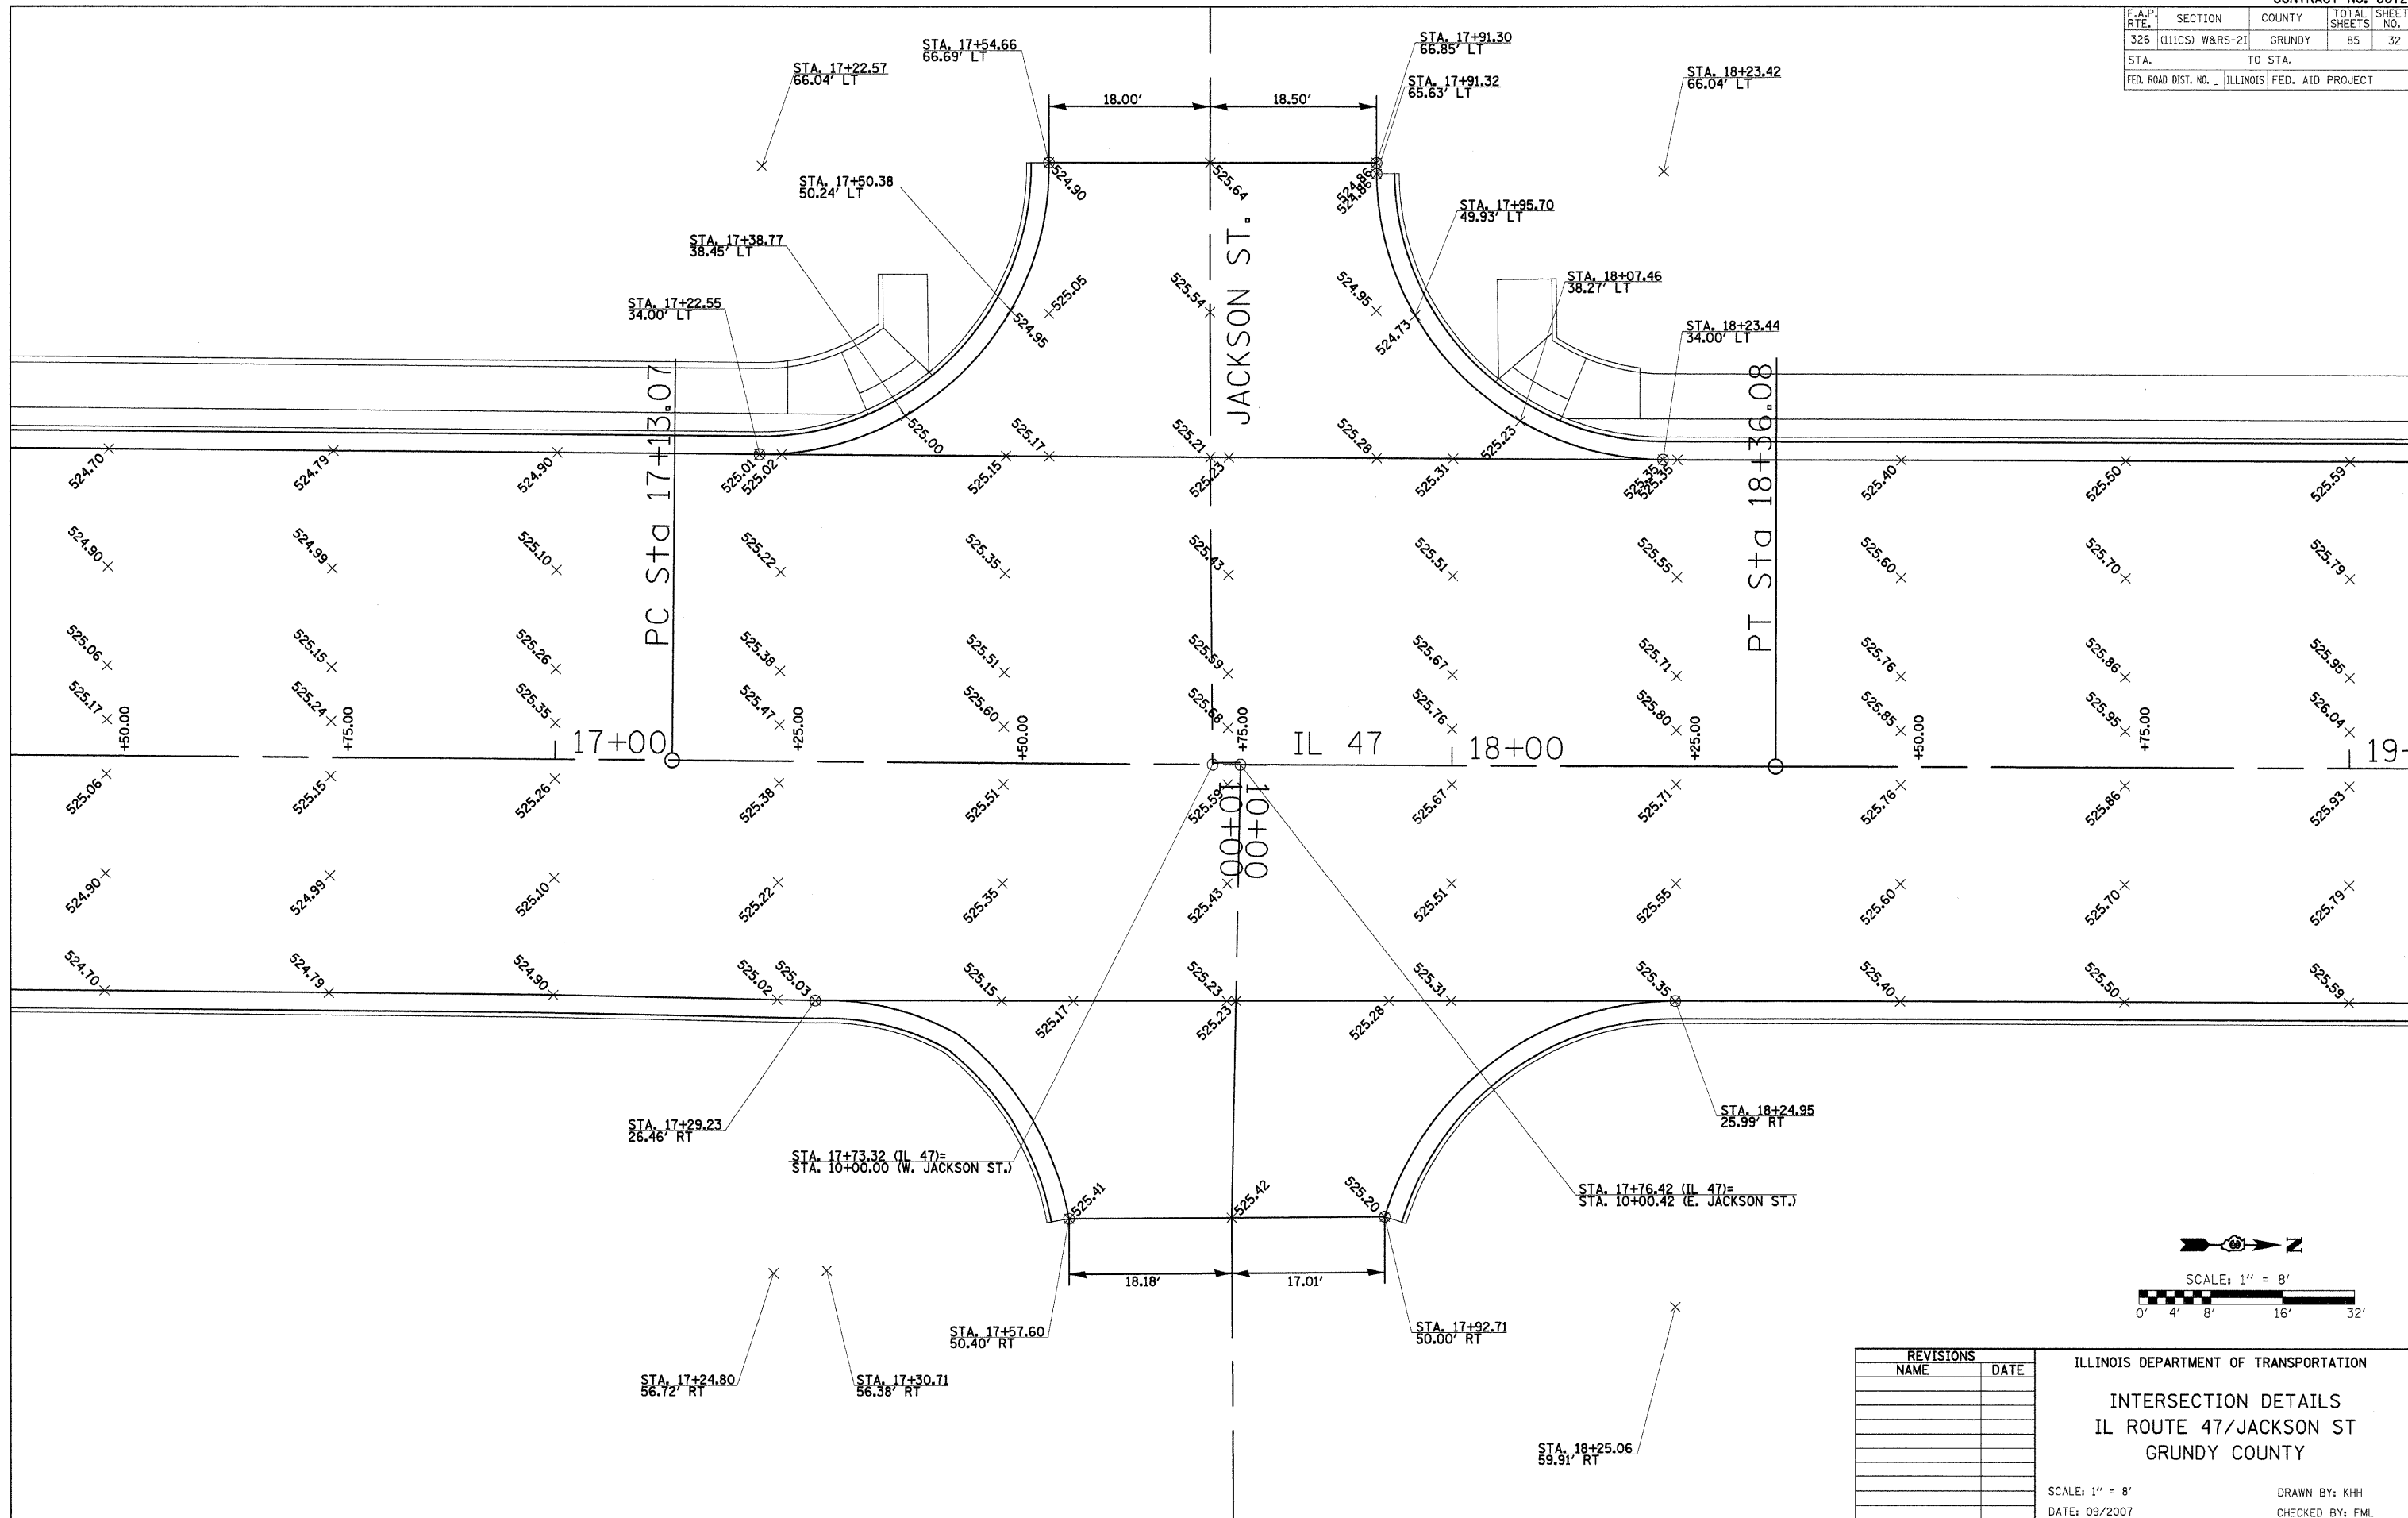 F.A.P. RTE. SECTION COUNTY TOTAL SHEETS SHEET NO.
326 (111CS) W&RS-2I GRUNDY 85 32
STA. TO STA.
FED. ROAD DIST. NO. _ ILLINOIS FED. AID PROJECT
STA. 17+54.66
66.69' LT
STA. 17+91.30
66.85' LT
STA. 17+22.57
66.04' LT
STA. 17+91.32
65.63' LT
STA. 18+23.42
66.04' LT
18.00' 18.50'
STA. 17+50.38
50.24' LT
524.90 525.64 524.86
524.86
STA. 17+95.70
49.93' LT
STA. 17+38.77
38.45' LT
STA. 18+07.46
38.27' LT
STA. 17+22.55
34.00' LT
STA. 18+23.44
34.00' LT
525.05 525.54 524.95
524.95 524.73
JACKSON ST.
525.00 525.23
PC Sta 17+13.07
PT Sta 18+36.08
524.70 524.79 524.90 525.01 525.02 525.15 525.17 525.21 525.23 525.28 525.31 525.35 525.35 525.40 525.50 525.59
524.90 524.99 525.10 525.22 525.35 525.43 525.51 525.55 525.60 525.70 525.79
525.06 525.15 525.26 525.38 525.51 525.59 525.67 525.71 525.76 525.86 525.95
525.17 525.24 525.35 525.47 525.60 525.68 525.76 525.80 525.85 525.95 526.04
+50.00 +75.00 17+00 +25.00 +50.00 +75.00 IL 47 18+00 +25.00 +50.00 +75.00 19+
525.06 525.15 525.26 525.38 525.51 525.59 525.67 525.71 525.76 525.86 525.93
10+00
10+00
524.90 524.99 525.10 525.22 525.35 525.43 525.51 525.55 525.60 525.70 525.79
524.70 524.79 524.90 525.02 525.03 525.15 525.17 525.23 525.23 525.28 525.31 525.35 525.40 525.50 525.59
STA. 17+29.23
26.46' RT
STA. 18+24.95
25.99' RT
STA. 17+73.32 (IL 47)=
STA. 10+00.00 (W. JACKSON ST.)
STA. 17+76.42 (IL 47)=
STA. 10+00.42 (E. JACKSON ST.)
525.41 525.42 525.20
18.18' 17.01'
STA. 17+57.60
50.40' RT
STA. 17+92.71
50.00' RT
STA. 17+24.80
56.72' RT
STA. 17+30.71
56.38' RT
STA. 18+25.06
59.91' RT
N
SCALE: 1" = 8'
0' 4' 8' 16' 32'
REVISIONS
NAME DATE
ILLINOIS DEPARTMENT OF TRANSPORTATION
INTERSECTION DETAILS
IL ROUTE 47/JACKSON ST
GRUNDY COUNTY
SCALE: 1" = 8' DRAWN BY: KHH
DATE: 09/2007 CHECKED BY: FML